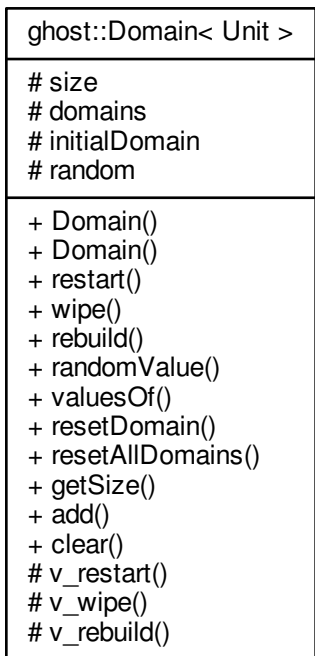 ghost::Domain< Unit >
# size
# domains
# initialDomain
# random
+ Domain()
+ Domain()
+ restart()
+ wipe()
+ rebuild()
+ randomValue()
+ valuesOf()
+ resetDomain()
+ resetAllDomains()
+ getSize()
+ add()
+ clear()
# v_restart()
# v_wipe()
# v_rebuild()